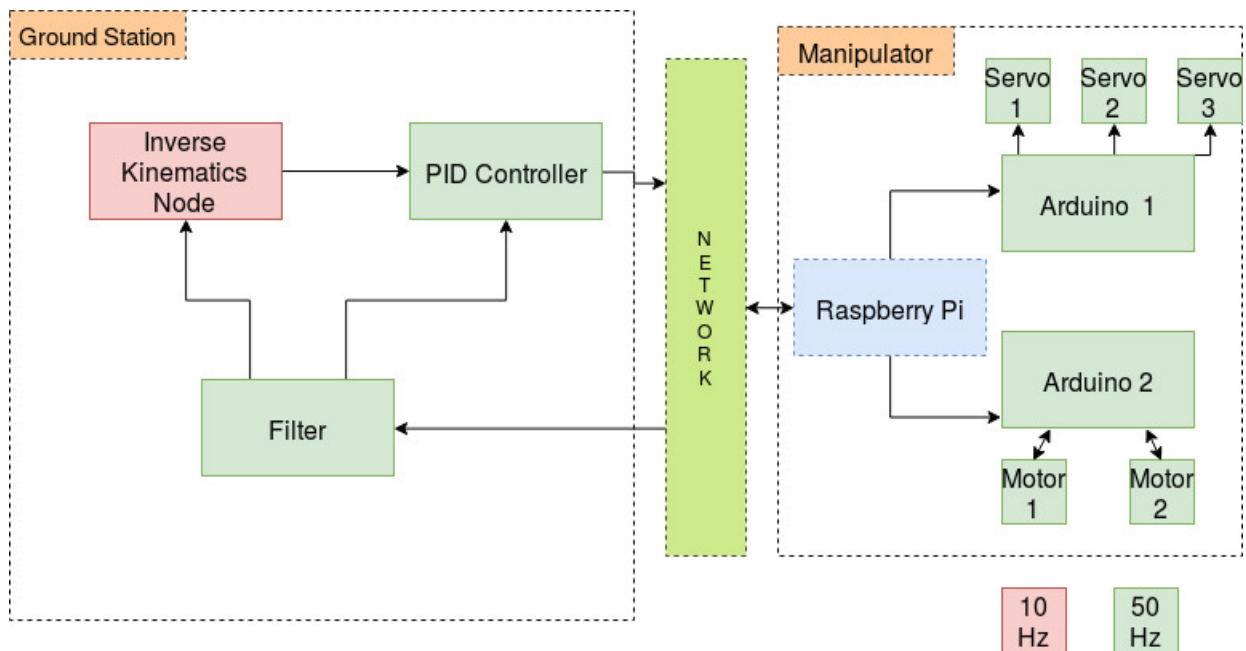 Ground Station
Inverse
Kinematics
Node
PID Controller
Filter
N
E
T
W
O
R
K
Manipulator
Servo
1
Servo
2
Servo
3
Arduino 1
Raspberry Pi
Arduino 2
Motor
1
Motor
2
10
Hz
50
Hz